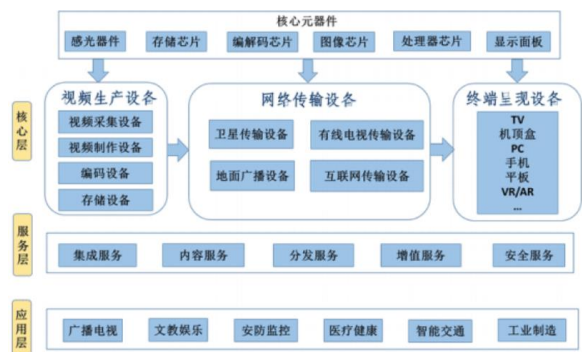 核心元器件
感光器件 存储芯片 编解码芯片 图像芯片 处理器芯片 显示面板
核心层
视频生产设备
视频采集设备
视频制作设备
编码设备
存储设备
网络传输设备
卫星传输设备 有线电视传输设备
地面广播设备 互联网传输设备
终端呈现设备
TV
机顶盒
PC
手机
平板
VR/AR
...
服务层
集成服务 内容服务 分发服务 增值服务 安全服务
应用层
广播电视 文教娱乐 安防监控 医疗健康 智能交通 工业制造